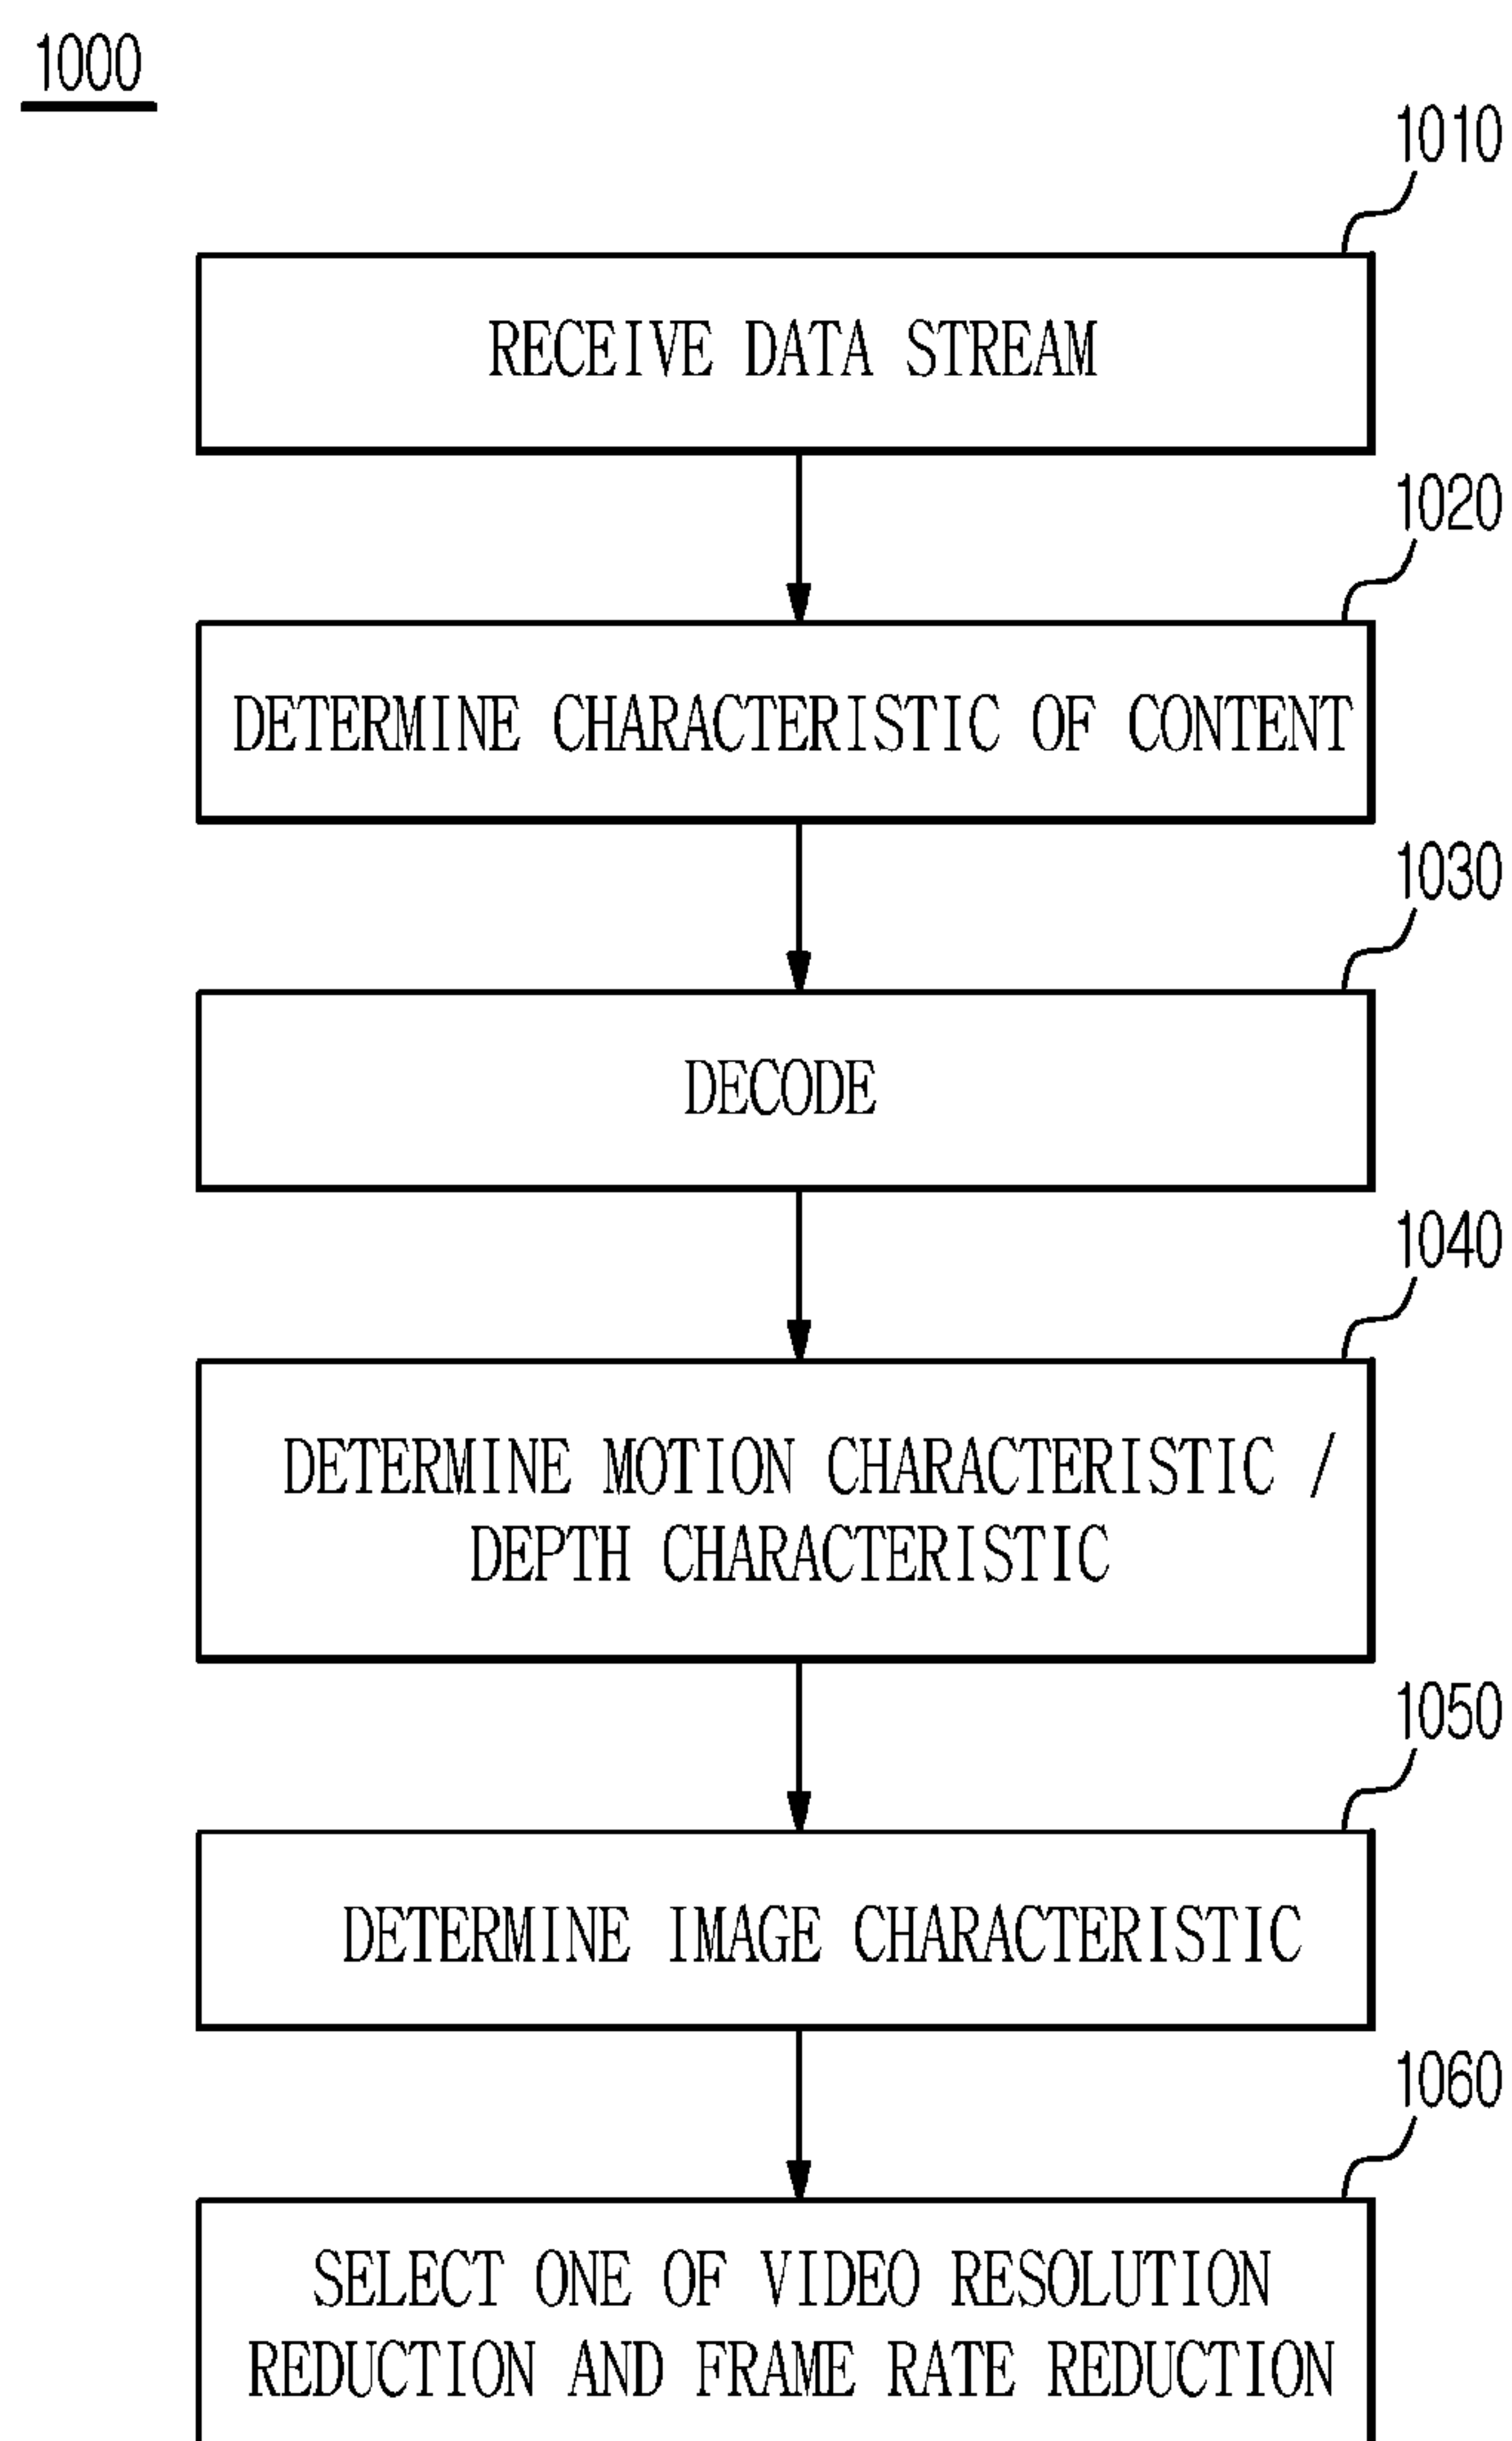 1000
1010
RECEIVE DATA STREAM
1020
DETERMINE CHARACTERISTIC OF CONTENT
1030
DECODE
1040
DETERMINE MOTION CHARACTERISTIC /
DEPTH CHARACTERISTIC
1050
DETERMINE IMAGE CHARACTERISTIC
1060
SELECT ONE OF VIDEO RESOLUTION
REDUCTION AND FRAME RATE REDUCTION